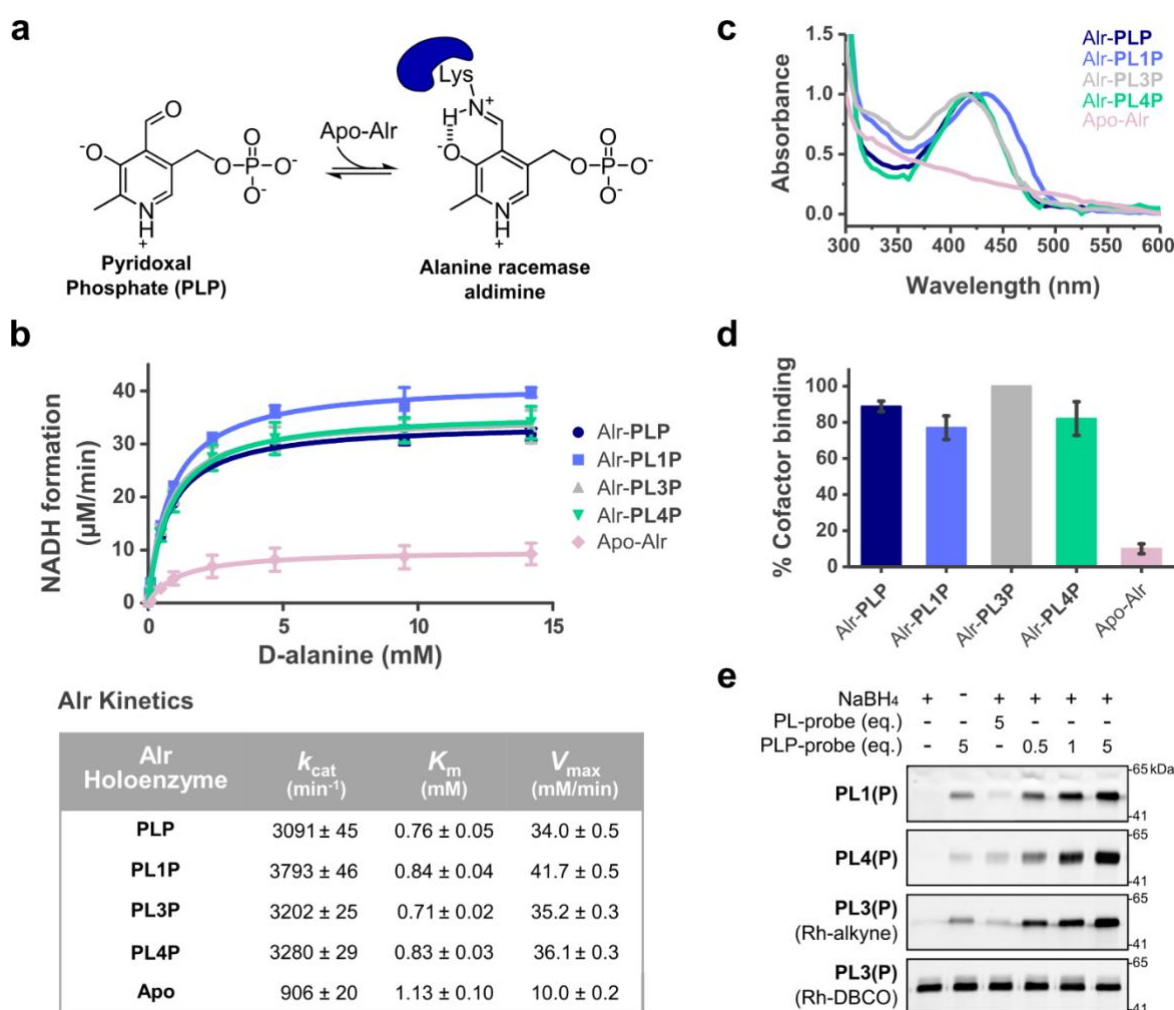 a
O
O⁻
N
H
+
O
P
O
O⁻
O⁻
Pyridoxal
Phosphate (PLP)
Apo-Alr
Lys
H
N
+
O⁻
N
H
+
O
P
O
O⁻
O⁻
Alanine racemase
aldimine
c
Absorbance
1.5
1.0
0.5
0.0
300 350 400 450 500 550 600
Wavelength (nm)
Alr-PLP
Alr-PL1P
Alr-PL3P
Alr-PL4P
Apo-Alr
b
NADH formation
(µM/min)
40
30
20
10
0
0 5 10 15
D-alanine (mM)
Alr-PLP
Alr-PL1P
Alr-PL3P
Alr-PL4P
Apo-Alr
d
% Cofactor binding
100
80
60
40
20
0
Alr-PLP
Alr-PL1P
Alr-PL3P
Alr-PL4P
Apo-Alr
Alr Kinetics
Alr Holoenzyme kcat (min⁻¹) Km (mM) Vmax (mM/min)
PLP 3091 ± 45 0.76 ± 0.05 34.0 ± 0.5
PL1P 3793 ± 46 0.84 ± 0.04 41.7 ± 0.5
PL3P 3202 ± 25 0.71 ± 0.02 35.2 ± 0.3
PL4P 3280 ± 29 0.83 ± 0.03 36.1 ± 0.3
Apo 906 ± 20 1.13 ± 0.10 10.0 ± 0.2
e
NaBH₄ + - + + + +
PL-probe (eq.) - - 5 - - -
PLP-probe (eq.) - 5 - 0.5 1 5
PL1(P)
-65 kDa
-41
PL4(P)
-65
-41
PL3(P)
(Rh-alkyne)
-65
-41
PL3(P)
(Rh-DBCO)
-65
-41